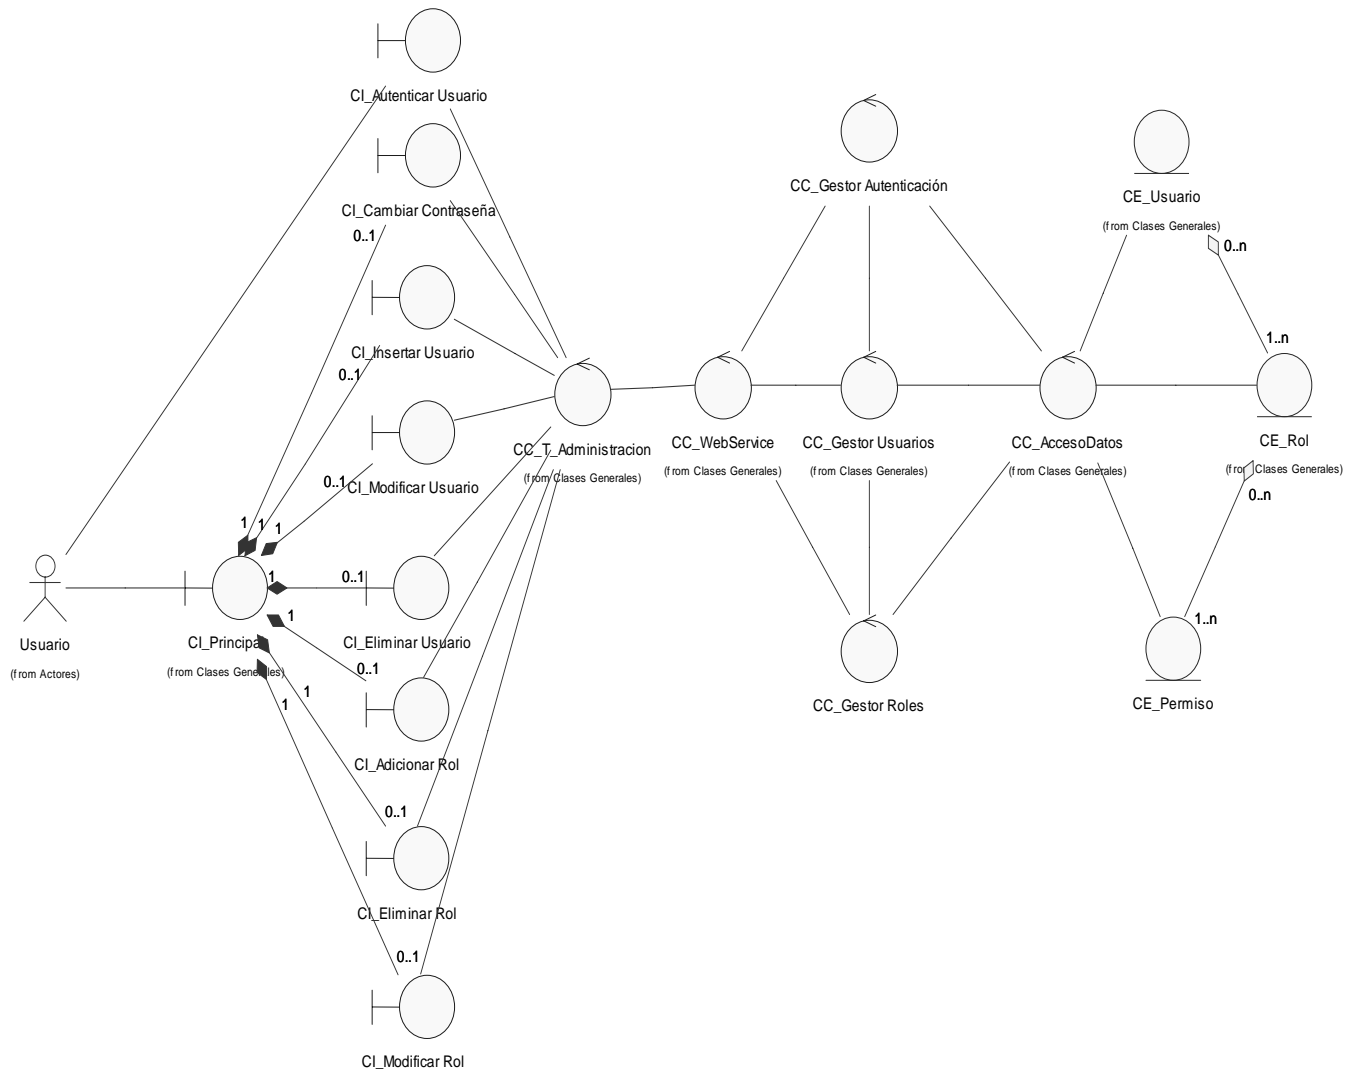 CI_Autenticar Usuario
CI_Cambiar Contraseña
0..1
CI_Insertar Usuario
0..1
CI_Modificar Usuario
0..1
1
1
1
1
0..1
CI_Eliminar Usuario
Usuario
(from Actores)
CI_Principal
(from Clases Generales)
1
0..1
CI_Adicionar Rol
1
0..1
CI_Eliminar Rol
1
0..1
CI_Modificar Rol
CC_T_Administracion
(from Clases Generales)
CC_Gestor Autenticación
CC_WebService
(from Clases Generales)
CC_Gestor Usuarios
(from Clases Generales)
CC_AccesoDatos
(from Clases Generales)
CC_Gestor Roles
CE_Usuario
(from Clases Generales)
0..n
1..n
CE_Rol
(from Clases Generales)
0..n
1..n
CE_Permiso